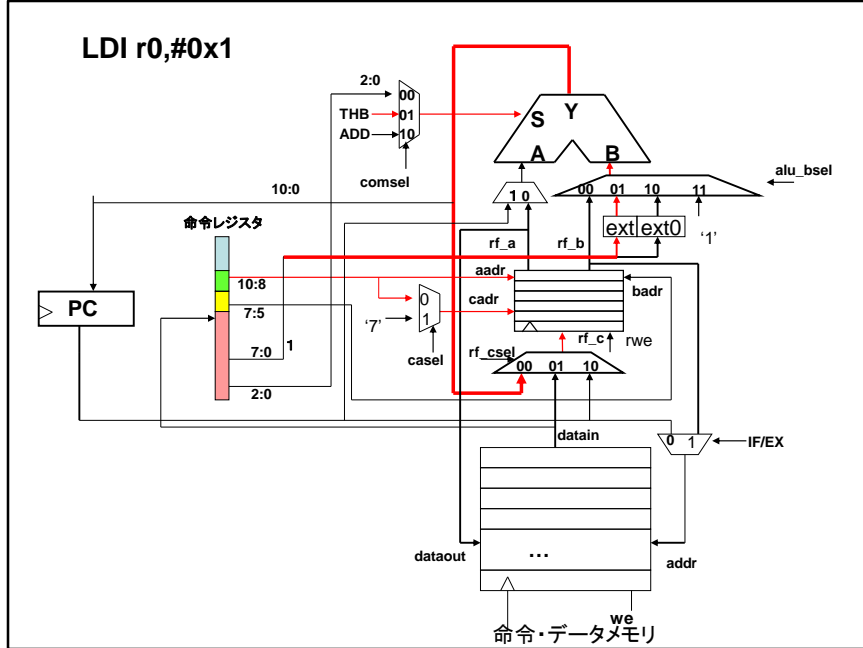 LDI r0,#0x1
2:0
00
THB 01
ADD 10
S Y
A B
comsel
alu_bsel
10:0
1 0
00 01 10 11
命令レジスタ
ext ext0
'1'
rf_a rf_b
aadr
10:8
PC
7:5
0
cadr
badr
'7' 1
casel
rf_c
rwe
rf_csel
1
7:0
00 01 10
2:0
datain
0 1
IF/EX
dataout
...
addr
we
命令・データメモリ